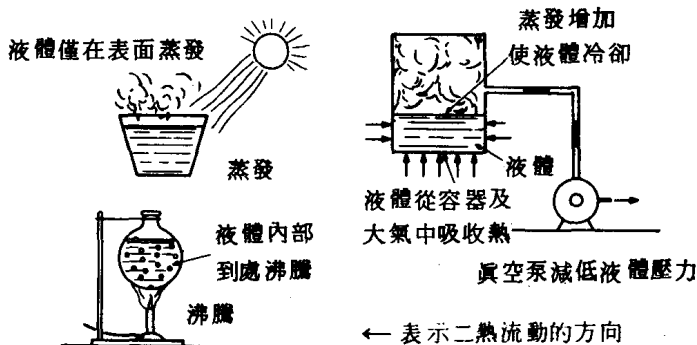 液體僅在表面蒸發
蒸發
液體內部
到處沸騰
沸騰
蒸發增加
使液體冷卻
液體
液體從容器及
大氣中吸收熱
眞空泵減低液體壓力
← 表示二熱流動的方向